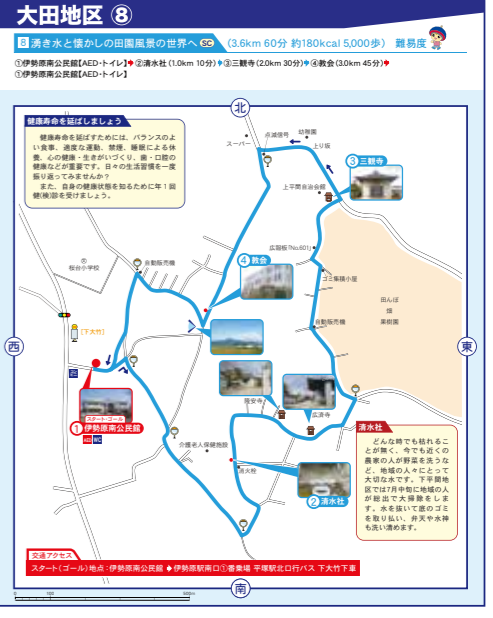 大田地区 ⑧
8 湧き水と懐かしの田園風景の世界へ SC (3.6km 60分 約180kcal 5,000歩) 難易度
①伊勢原南公民館【AED・トイレ】➡②清水社(1.0km 10分)➡③三観寺(2.0km 30分)➡④教会(3.0km 45分)➡
①伊勢原南公民館【AED・トイレ】
健康寿命を延ばしましょう
健康寿命を延ばすためには、バランスのよ
い食事、適度な運動、禁煙、睡眠による休
養、心の健康・生きがいづくり、歯・口腔
の健康などが重要です。日々の生活習慣を一度
振り返ってみませんか?
また、自身の健康状態を知るために年1回
健(検)診を受けましょう。
北
スーパー
点滅信号
幼稚園
上り坂
③三観寺
上平間自治会館
広報板「No.601」
④教会
ゴミ集積小屋
自動販売機
桜台小学校
田んぼ
畑
果樹園
自動販売機
[下大竹]
西
東
スタート・ゴール
①伊勢原南公民館
AED WC
広済寺
介護老人保健施設
消火栓
②清水社
清水社
どんな時でも枯れるこ
とが無く、今でも近くの
農家の人が野菜を洗うな
ど、地域の人々にとって
大切な水です。下平間地
区では7月中旬に地域の人
が総出で大掃除をしま
す。水を抜いて底のゴミ
を取り払い、弁天や水神
も洗い清めます。
交通アクセス
スタート(ゴール)地点:伊勢原南公民館 ◆伊勢原駅南口①番乗場 平塚駅北口行バス 下大竹下車
南
0 100 500m